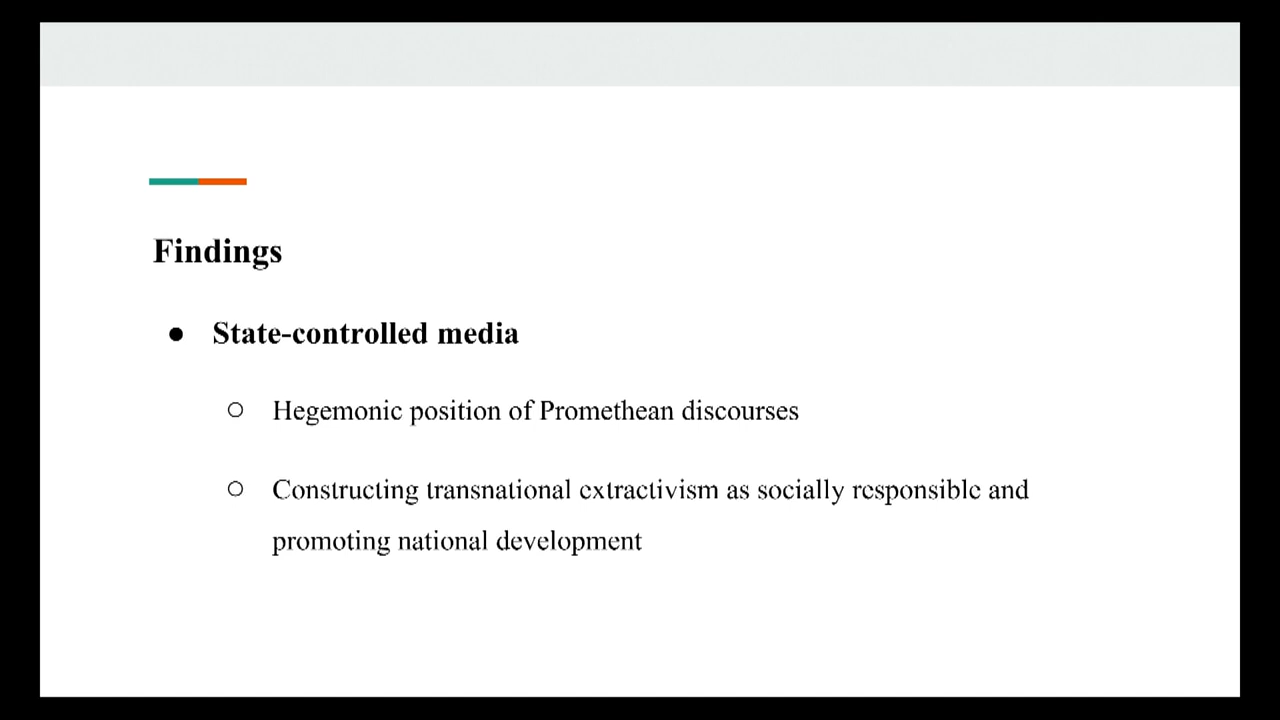 Findings
● State-controlled media
○ Hegemonic position of Promethean discourses
○ Constructing transnational extractivism as socially responsible and
promoting national development